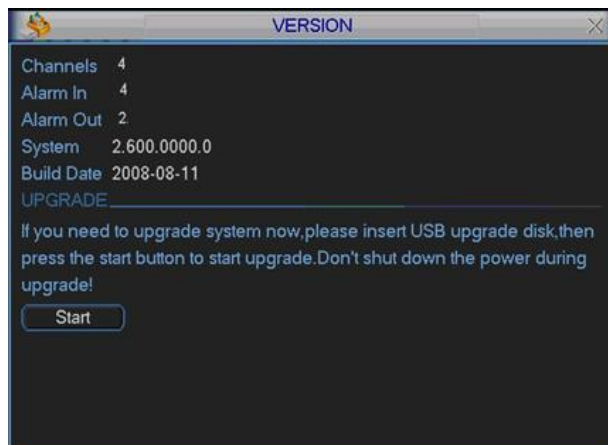 VERSION
Channels 4
Alarm In 4
Alarm Out 2
System 2.600.0000.0
Build Date 2008-08-11
UPGRADE
If you need to upgrade system now,please insert USB upgrade disk,then
press the start button to start upgrade.Don't shut down the power during
upgrade!
Start